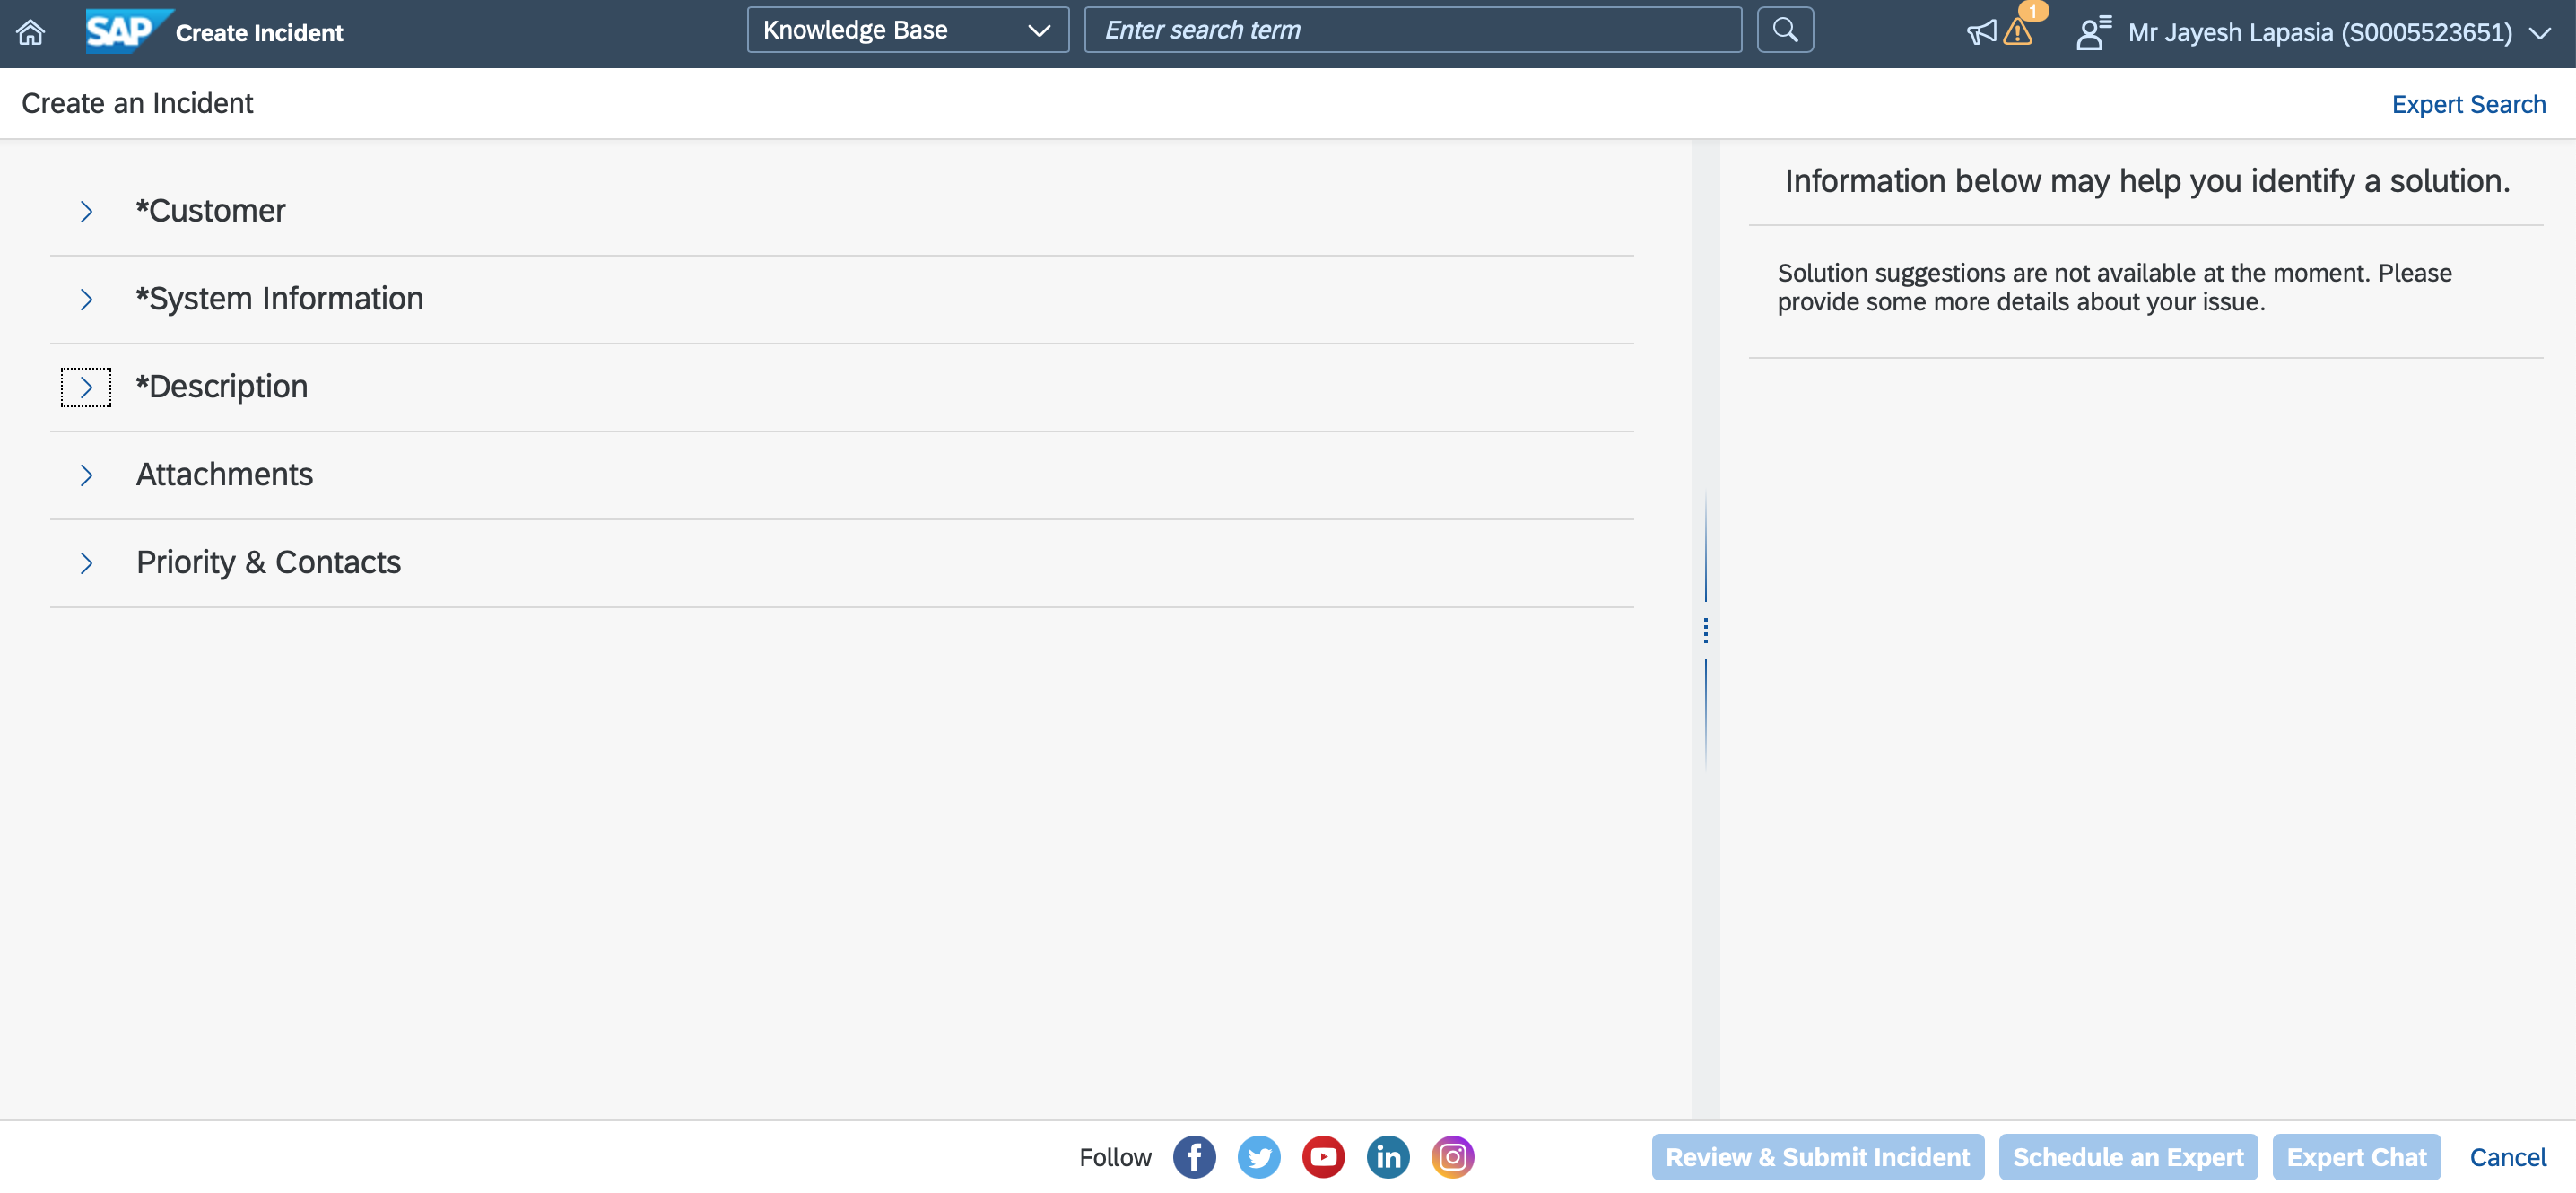 SAP Create Incident
Knowledge Base
Enter search term
1
Mr Jayesh Lapasia (S0005523651)
Create an Incident
Expert Search
*Customer
*System Information
*Description
Attachments
Priority & Contacts
Information below may help you identify a solution.
Solution suggestions are not available at the moment. Please
provide some more details about your issue.
Follow
Review & Submit Incident
Schedule an Expert
Expert Chat
Cancel